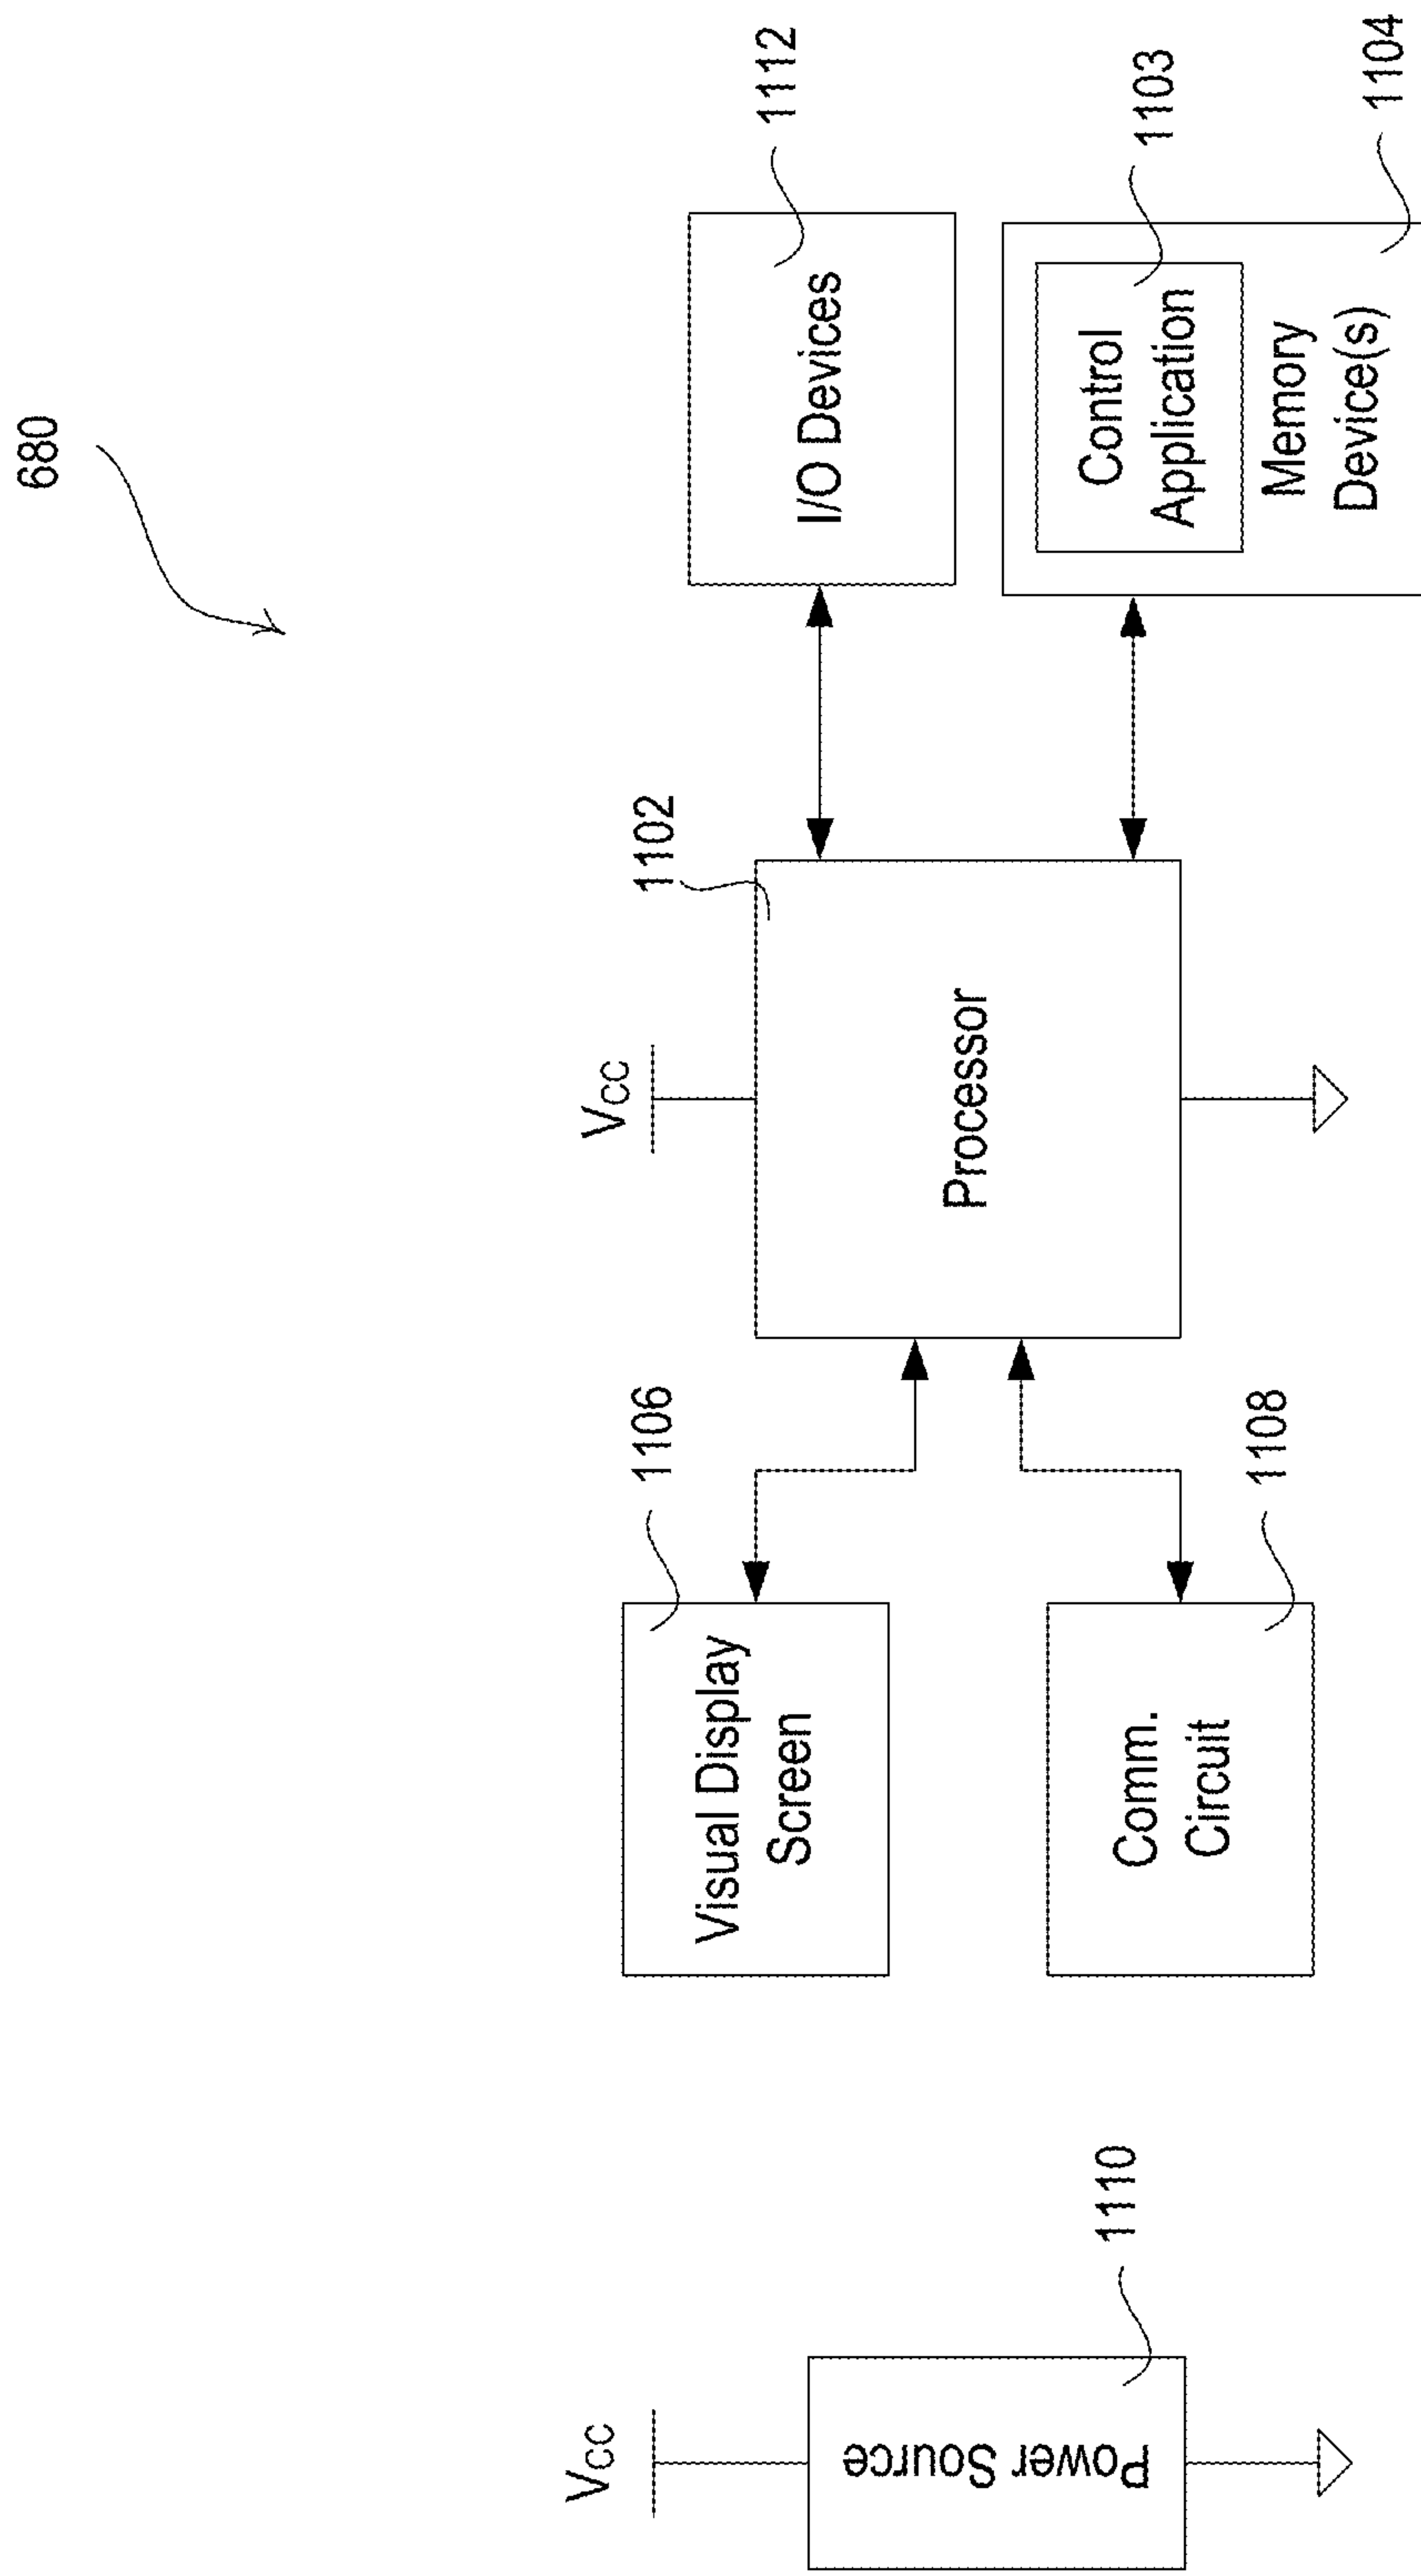 680
Vcc
Power Source
1110
Visual Display
Screen
1106
Comm.
Circuit
1108
Vcc
Processor
1102
I/O Devices
1112
Control
Application
1103
Memory
Device(s)
1104